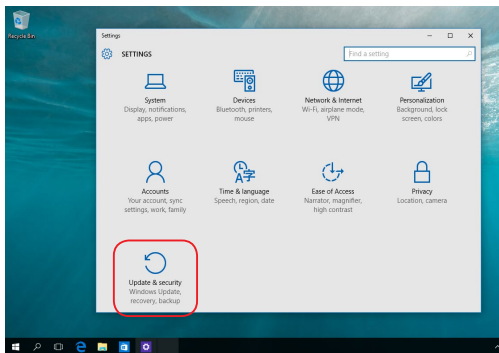 Recycle Bin
Settings
SETTINGS
Find a setting
System
Display, notifications,
apps, power
Devices
Bluetooth, printers,
mouse
Network & Internet
Wi-Fi, airplane mode,
VPN
Personalization
Background, lock
screen, colors
Accounts
Your account, sync
settings, work, family
Time & language
Speech, region, date
Ease of Access
Narrator, magnifier,
high contrast
Privacy
Location, camera
Update & security
Windows Update,
recovery, backup